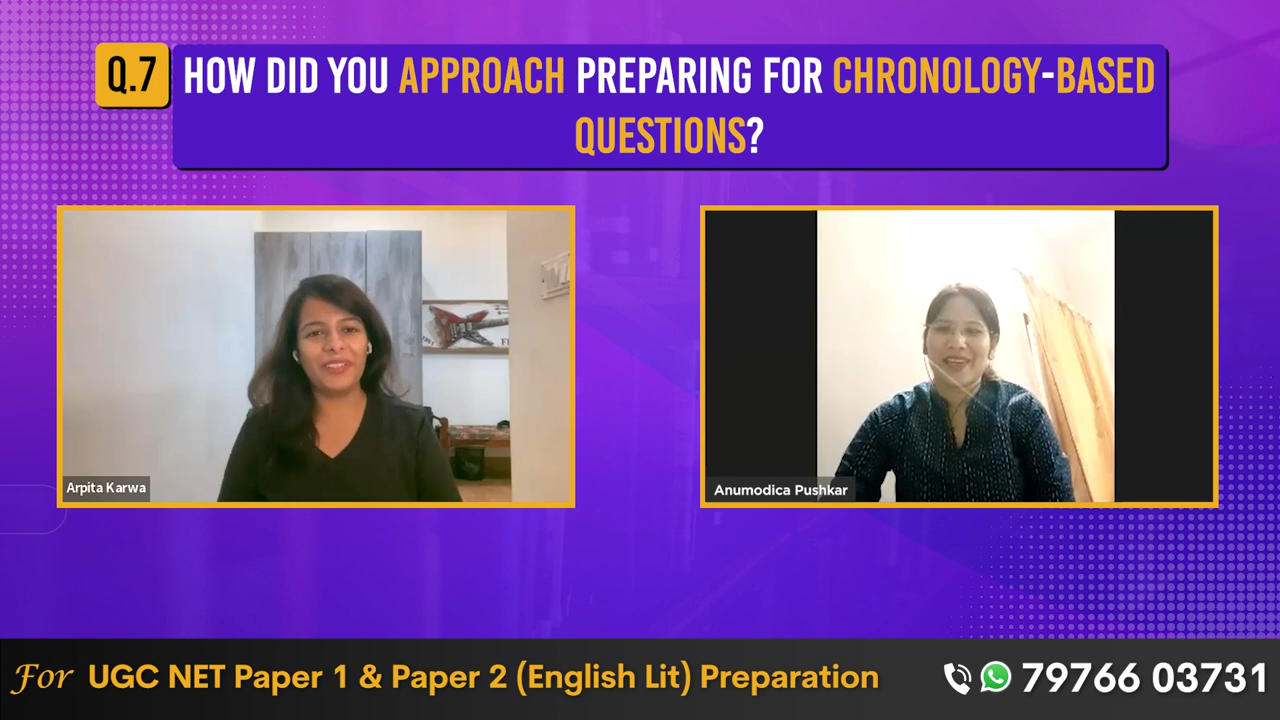 Q.7
HOW DID YOU APPROACH PREPARING FOR CHRONOLOGY-BASED
QUESTIONS?
Arpita Karwa
Anumodica Pushkar
For UGC NET Paper 1 & Paper 2 (English Lit) Preparation
79766 03731